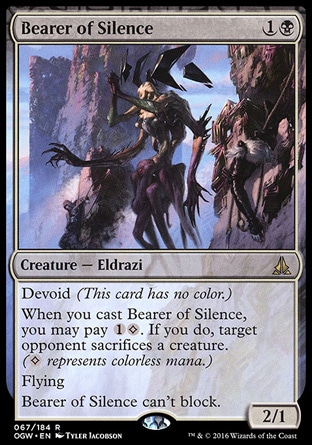 Bearer of Silence 1
Creature — Eldrazi
Devoid (This card has no color.)
When you cast Bearer of Silence,
you may pay 1◇. If you do, target
opponent sacrifices a creature.
(◇ represents colorless mana.)
Flying
Bearer of Silence can't block.
2/1
067/184 R
OGW • EN Tyler Jacobson
™ & © 2016 Wizards of the Coast